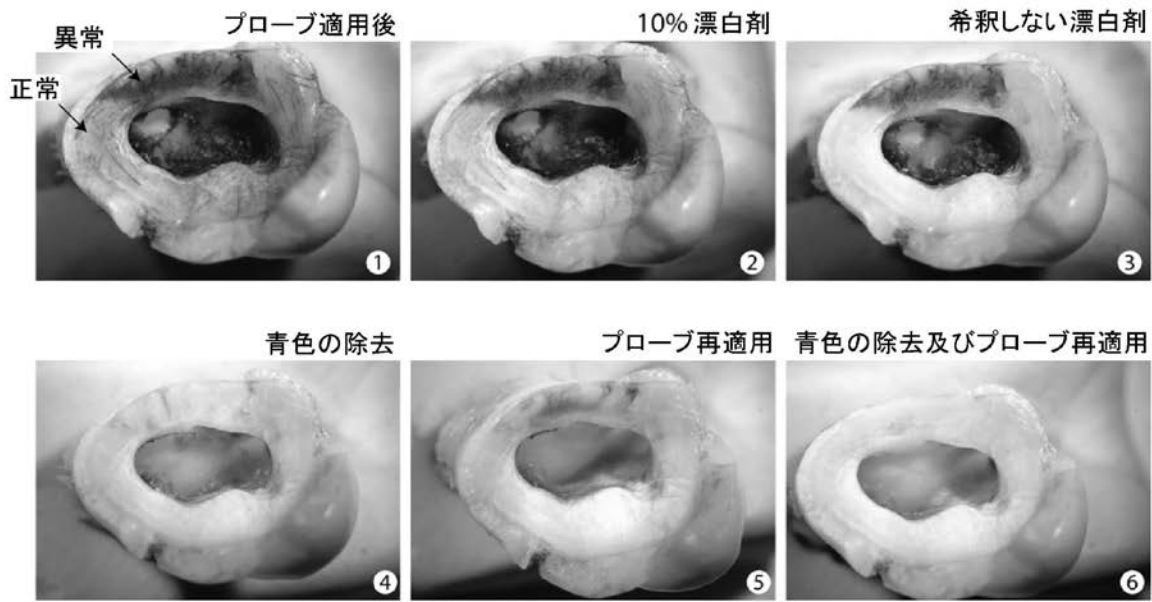 プローブ適用後
異常
正常
①
10% 漂白剤
②
希釈しない漂白剤
③
青色の除去
④
プローブ再適用
⑤
青色の除去及びプローブ再適用
⑥